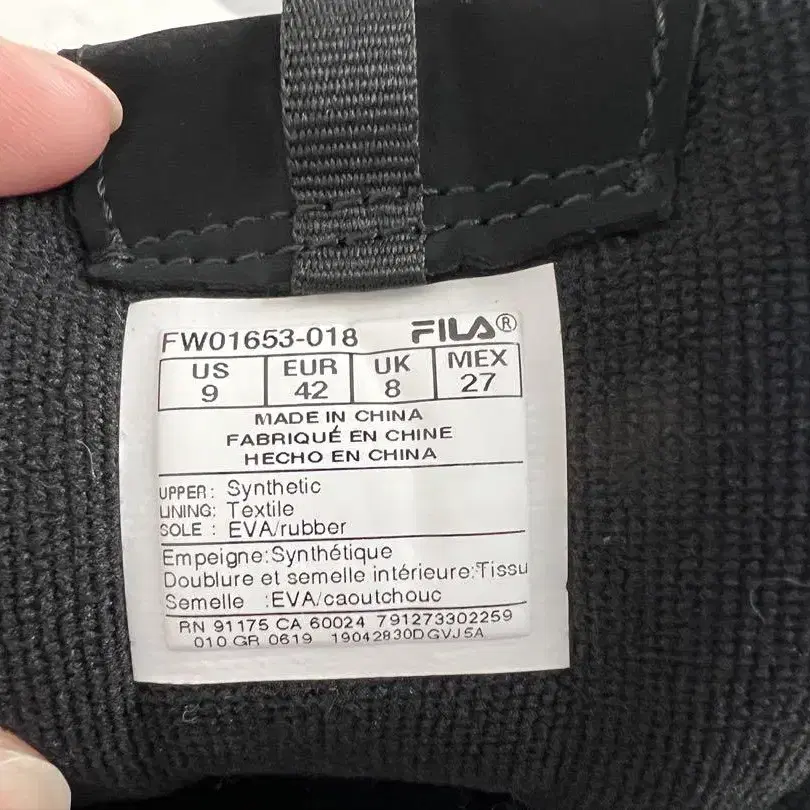 FW01653-018 FILA®
US EUR UK MEX
9 42 8 27
MADE IN CHINA
FABRIQUÉ EN CHINE
HECHO EN CHINA
UPPER: Synthetic
LINING: Textile
SOLE : EVA/rubber
Empeigne:Synthétique
Doublure et semelle intérieure:Tissu
Semelle :EVA/caoutchouc
RN 91175 CA 60024 791273302259
010 GR 0619 19042830DGVJ5A